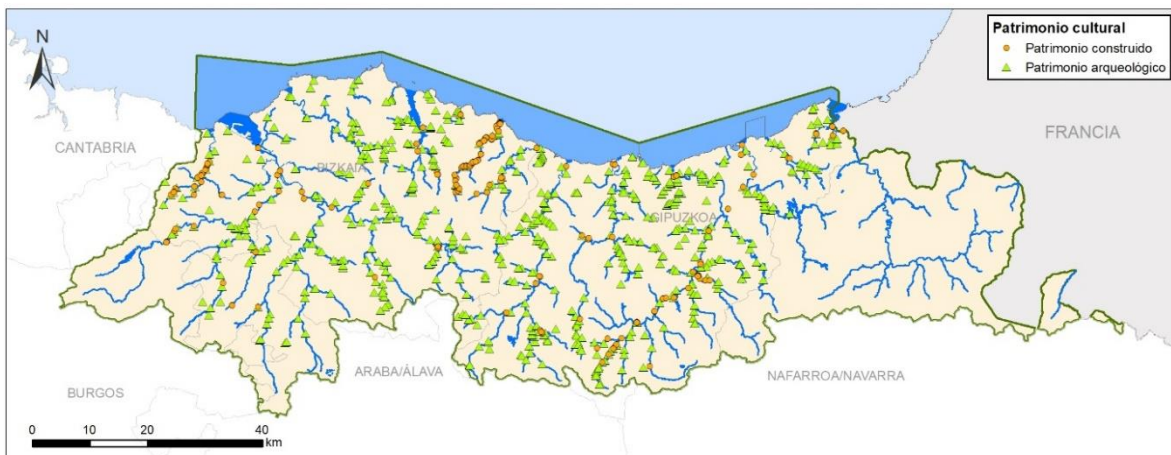 N
Patrimonio cultural
Patrimonio construido
Patrimonio arqueológico
FRANCIA
CANTABRIA
BIZKAIA
GIPUZKOA
ARABA/ÁLAVA
NAFARROA/NAVARRA
BURGOS
0 10 20 40
km